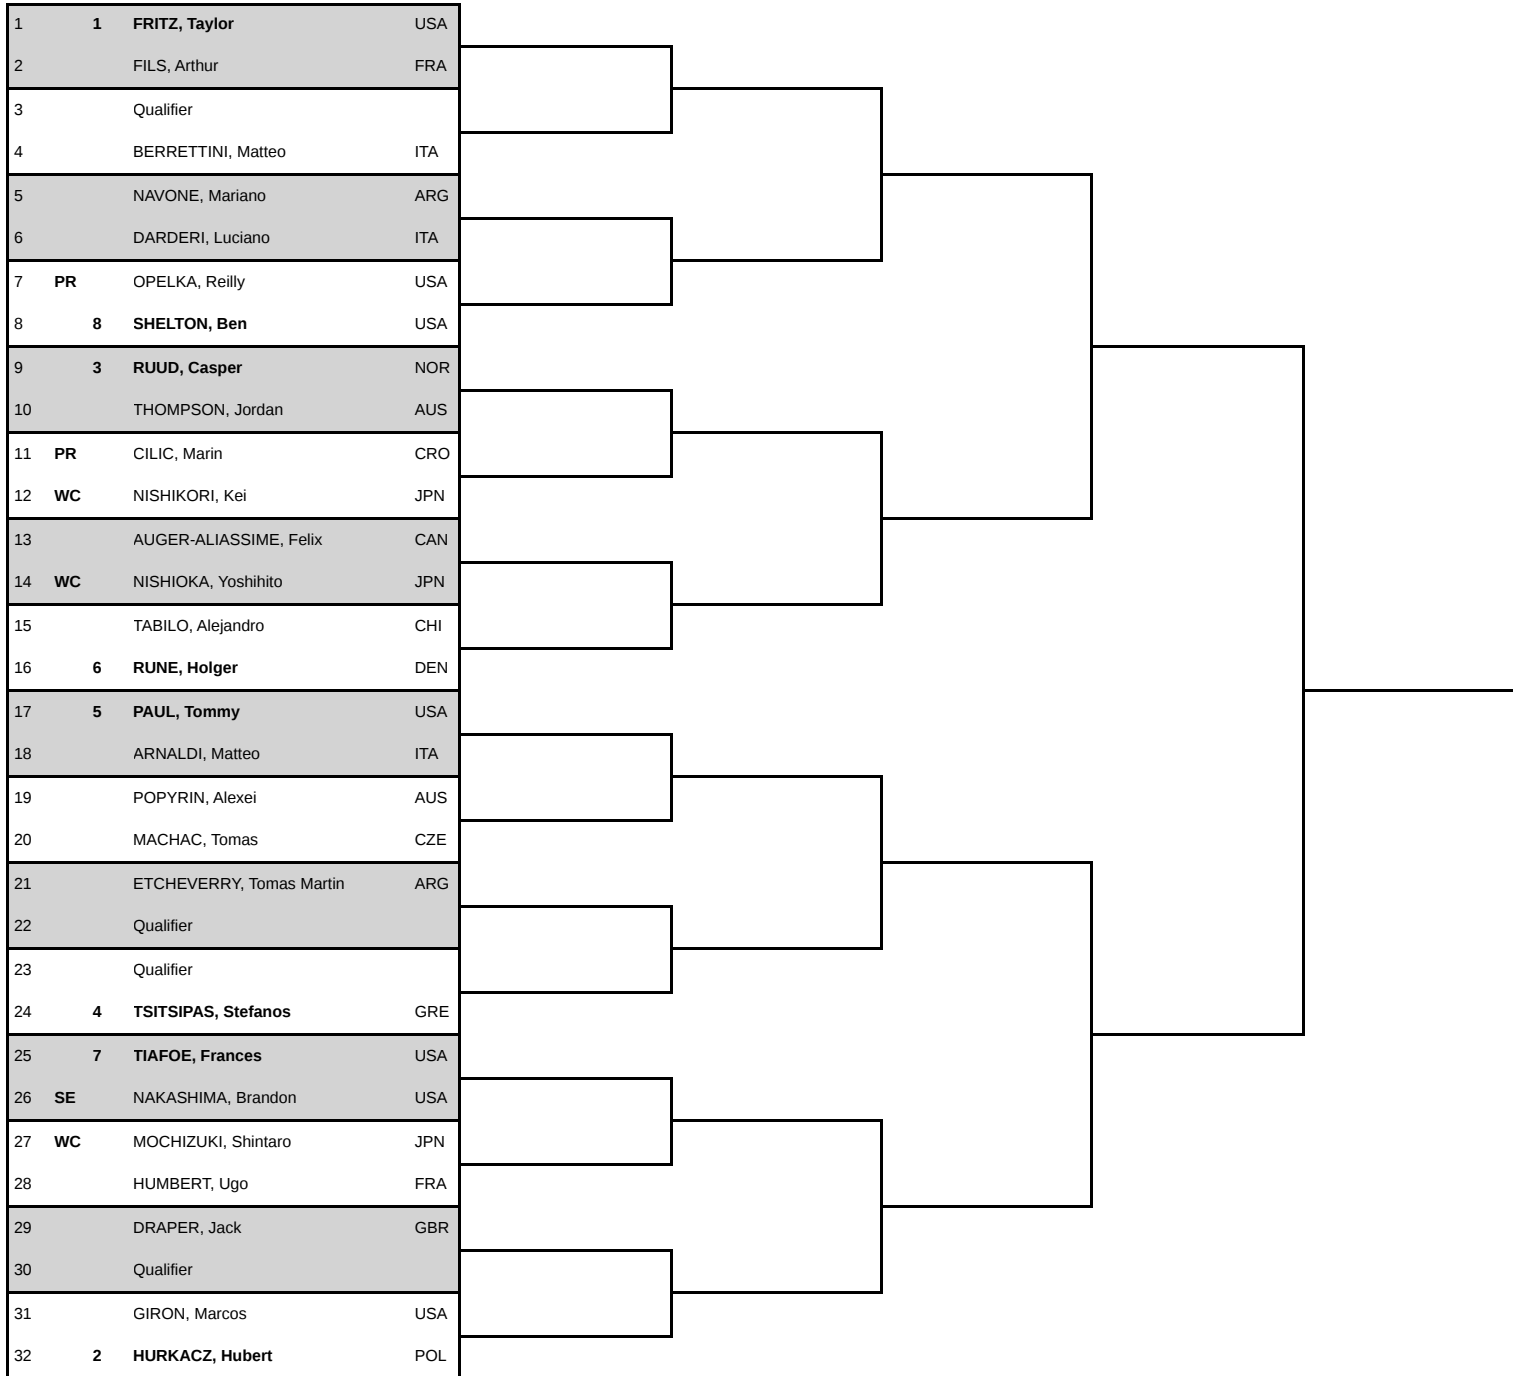 1 1 FRITZ, Taylor USA
2 FILS, Arthur FRA
3 Qualifier
4 BERRETTINI, Matteo ITA
5 NAVONE, Mariano ARG
6 DARDERI, Luciano ITA
7 PR OPELKA, Reilly USA
8 8 SHELTON, Ben USA
9 3 RUUD, Casper NOR
10 THOMPSON, Jordan AUS
11 PR CILIC, Marin CRO
12 WC NISHIKORI, Kei JPN
13 AUGER-ALIASSIME, Felix CAN
14 WC NISHIOKA, Yoshihito JPN
15 TABILO, Alejandro CHI
16 6 RUNE, Holger DEN
17 5 PAUL, Tommy USA
18 ARNALDI, Matteo ITA
19 POPYRIN, Alexei AUS
20 MACHAC, Tomas CZE
21 ETCHEVERRY, Tomas Martin ARG
22 Qualifier
23 Qualifier
24 4 TSITSIPAS, Stefanos GRE
25 7 TIAFOE, Frances USA
26 SE NAKASHIMA, Brandon USA
27 WC MOCHIZUKI, Shintaro JPN
28 HUMBERT, Ugo FRA
29 DRAPER, Jack GBR
30 Qualifier
31 GIRON, Marcos USA
32 2 HURKACZ, Hubert POL